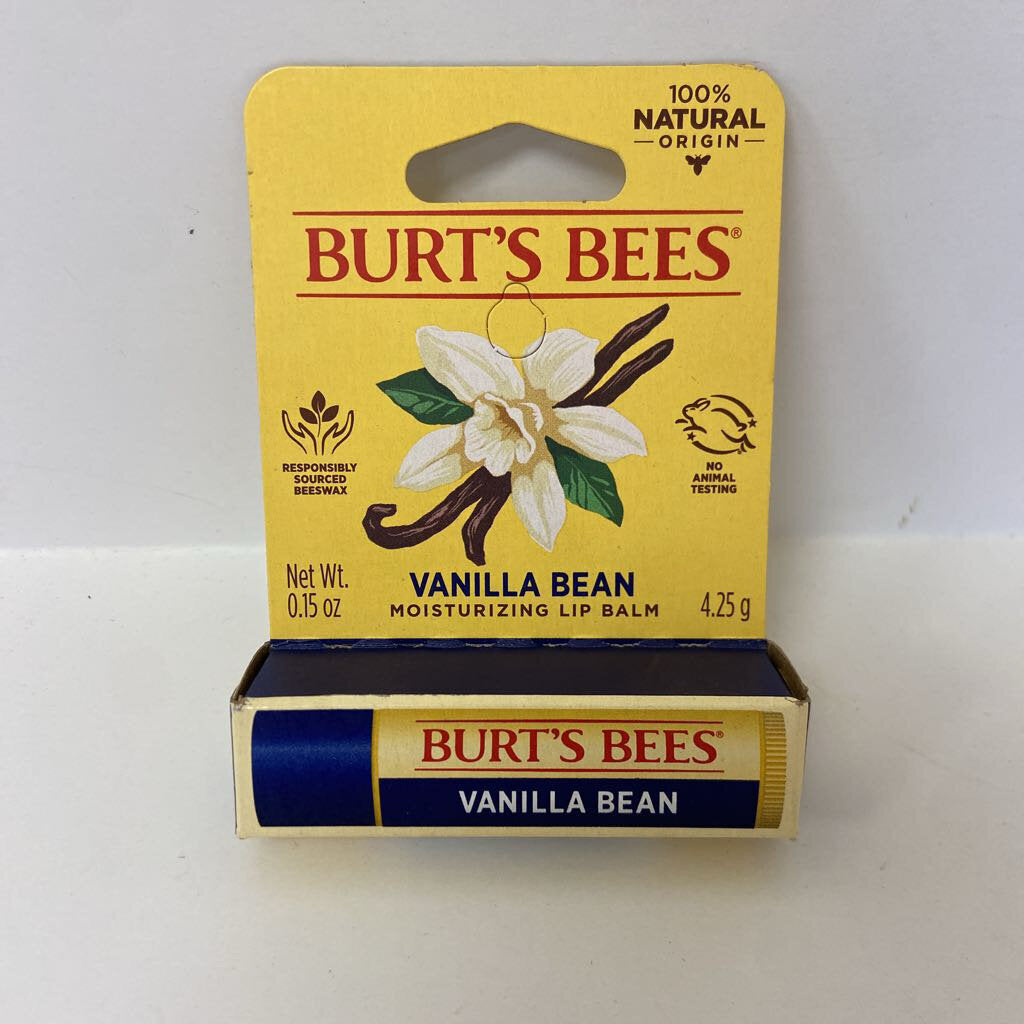 100%
NATURAL
ORIGIN
BURT'S BEES®
RESPONSIBLY
SOURCED
BEESWAX
NO
ANIMAL
TESTING
Net Wt.
0.15 oz
VANILLA BEAN
MOISTURIZING LIP BALM
4.25 g
BURT'S BEES®
VANILLA BEAN